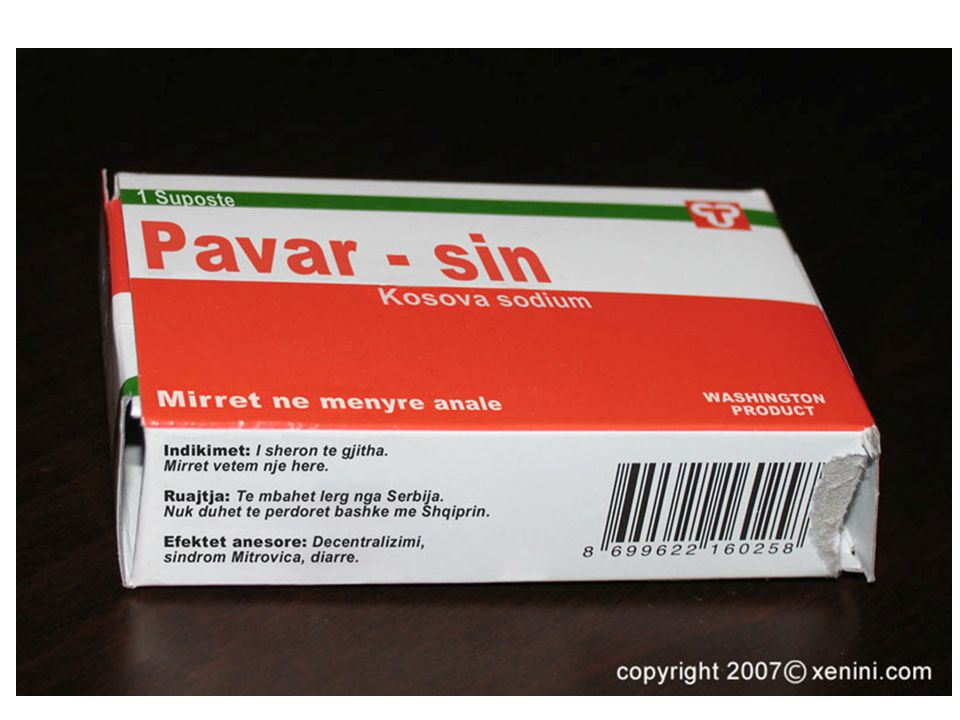 1 Suposte
Pavar - sin
Kosova sodium
Mirret ne menyre anale
WASHINGTON
PRODUCT
Indikimet: I sheron te gjitha.
Mirret vetem nje here.
Ruajtja: Te mbahet lerg nga Serbija.
Nuk duhet te perdoret bashke me Shqiprin.
Efektet anesore: Decentralizimi,
sindrom Mitrovica, diarre.
8 699622 160258
copyright 2007© xenini.com